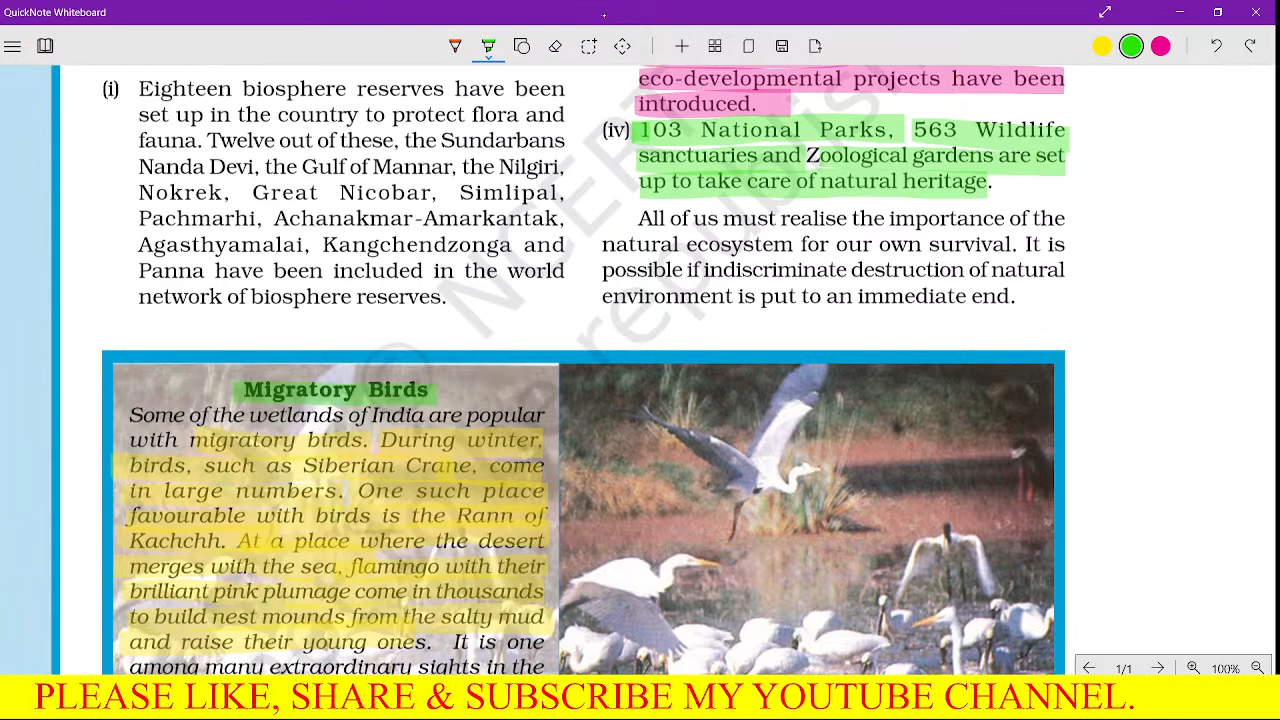 QuickNote Whiteboard
(i) Eighteen biosphere reserves have been
set up in the country to protect flora and
fauna. Twelve out of these, the Sundarbans
Nanda Devi, the Gulf of Mannar, the Nilgiri,
Nokrek, Great Nicobar, Simlipal,
Pachmarhi, Achanakmar-Amarkantak,
Agasthyamalai, Kangchendzonga and
Panna have been included in the world
network of biosphere reserves.
eco-developmental projects have been
introduced.
(iv) 103 National Parks, 563 Wildlife
sanctuaries and Zoological gardens are set
up to take care of natural heritage.
All of us must realise the importance of the
natural ecosystem for our own survival. It is
possible if indiscriminate destruction of natural
environment is put to an immediate end.
© NCERT
republish
Migratory Birds
Some of the wetlands of India are popular
with migratory birds. During winter,
birds, such as Siberian Crane, come
in large numbers. One such place
favourable with birds is the Rann of
Kachchh. At a place where the desert
merges with the sea, flamingo with their
brilliant pink plumage come in thousands
to build nest mounds from the salty mud
and raise their young ones. It is one
among many extraordinary sights in the
1/1
100%
PLEASE LIKE, SHARE & SUBSCRIBE MY YOUTUBE CHANNEL.